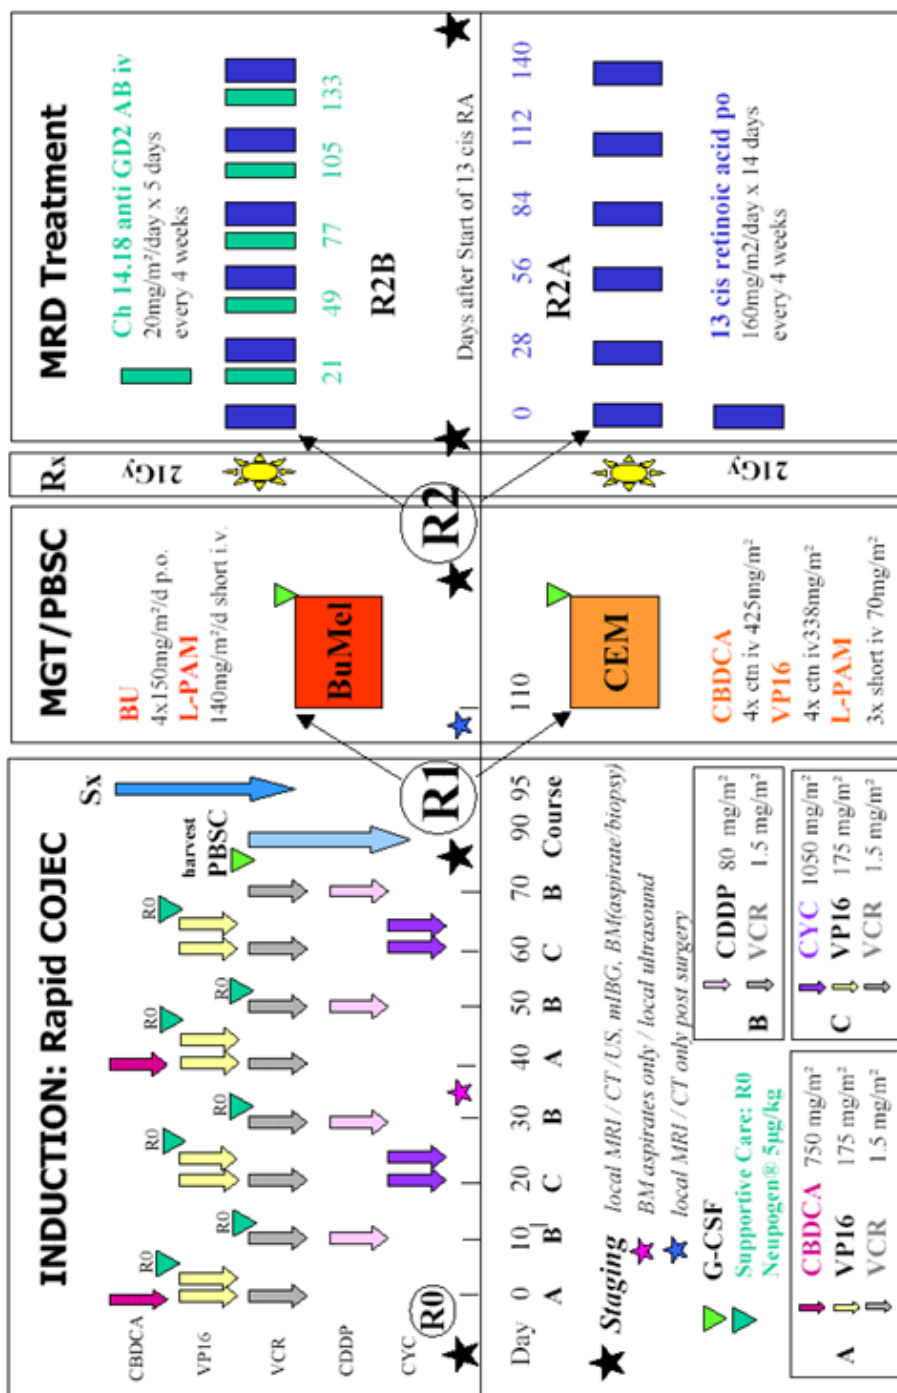 INDUCTION: Rapid COJEC
CBDCA
VP16
VCR
CDDP
CYC
R0
R0
R0
R0
R0
R0
R0
R0
harvest
PBSC
Sx
R1
Day 0 10 20 30 40 50 60 70 90 95
A B C B A B C B Course
Staging local MRI / CT /US, mIBG, BM(aspirate/biopsy)
BM aspirates only / local ultrasound
local MRI / CT only post surgery
G-CSF
Supportive Care: R0
Neupogen® 5µg/kg
A
CBDCA 750 mg/m²
VP16 175 mg/m²
VCR 1.5 mg/m²
B
CDDP 80 mg/m²
VCR 1.5 mg/m²
C
CYC 1050 mg/m²
VP16 175 mg/m²
VCR 1.5 mg/m²
MGT/PBSC
BU
4x150mg/m²/d p.o.
L-PAM
140mg/m²/d short i.v.
BuMel
R2
110
CEM
CBDCA
4x ctn iv 425mg/m²
VP16
4x ctn iv338mg/m²
L-PAM
3x short iv 70mg/m²
Rx
21Gy
21Gy
MRD Treatment
Ch 14.18 anti GD2 AB iv
20mg/m²/day x 5 days
every 4 weeks
21 49 77 105 133
R2B
Days after Start of 13 cis RA
0 28 56 84 112 140
R2A
13 cis retinoic acid po
160mg/m2/day x 14 days
every 4 weeks